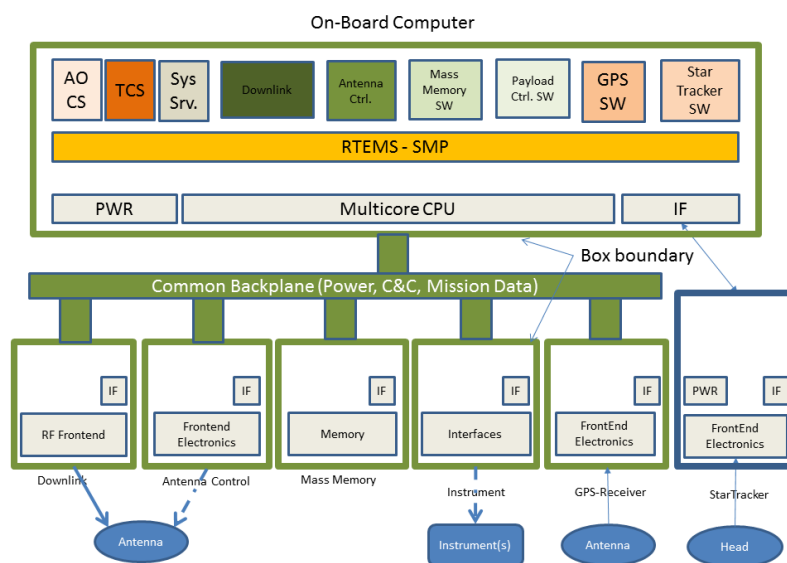 On-Board Computer
AO
CS
TCS
Sys
Srv.
Downlink
Antenna
Ctrl.
Mass
Memory
SW
Payload
Ctrl. SW
GPS
SW
Star
Tracker
SW
RTEMS - SMP
PWR
Multicore CPU
IF
Box boundary
Common Backplane (Power, C&C, Mission Data)
IF
RF Frontend
IF
Frontend
Electronics
IF
Memory
IF
Interfaces
IF
FrontEnd
Electronics
PWR
IF
FrontEnd
Electronics
Downlink
Antenna Control
Mass Memory
Instrument
GPS-Receiver
StarTracker
Antenna
Instrument(s)
Antenna
Head